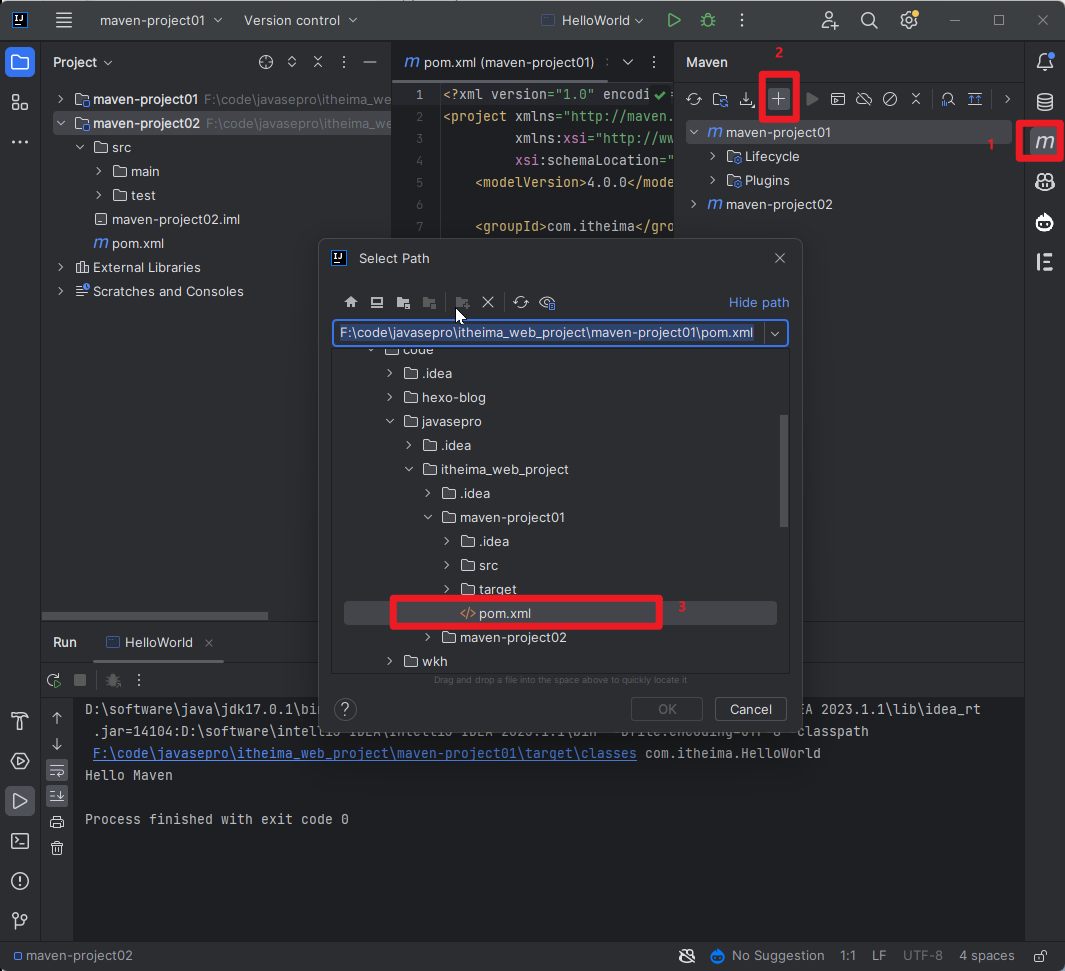 maven-project01 Version control HelloWorld
Project
pom.xml (maven-project01)
Maven
2
1
maven-project01 F:\code\javasepro\itheima_we
maven-project02 F:\code\javasepro\itheima_we
src
main
test
maven-project02.iml
m pom.xml
External Libraries
Scratches and Consoles
1 <?xml version="1.0" encodi
2 <project xmlns="http://maven.
3 xmlns:xsi="http://ww
4 xsi:schemaLocation="
5 <modelVersion>4.0.0</mode
6
7 <groupId>com.itheima</gro
m maven-project01
Lifecycle
Plugins
m maven-project02
m
Select Path
Hide path
F:\code\javasepro\itheima_web_project\maven-project01\pom.xml
code
.idea
hexo-blog
javasepro
.idea
itheima_web_project
.idea
maven-project01
.idea
src
target
</> pom.xml
3
maven-project02
wkh
Drag and drop a file into the space above to quickly locate it
? OK Cancel
Run HelloWorld
D:\software\java\jdk17.0.1\bi EA 2023.1.1\lib\idea_rt
.jar=14104:D:\software\intellij IDEA\IntelliJ IDEA 2023.1.1\bin" -Dfile.encoding=UTF-8 -classpath
F:\code\javasepro\itheima_web_project\maven-project01\target\classes com.itheima.HelloWorld
Hello Maven
Process finished with exit code 0
maven-project02 No Suggestion 1:1 LF UTF-8 4 spaces